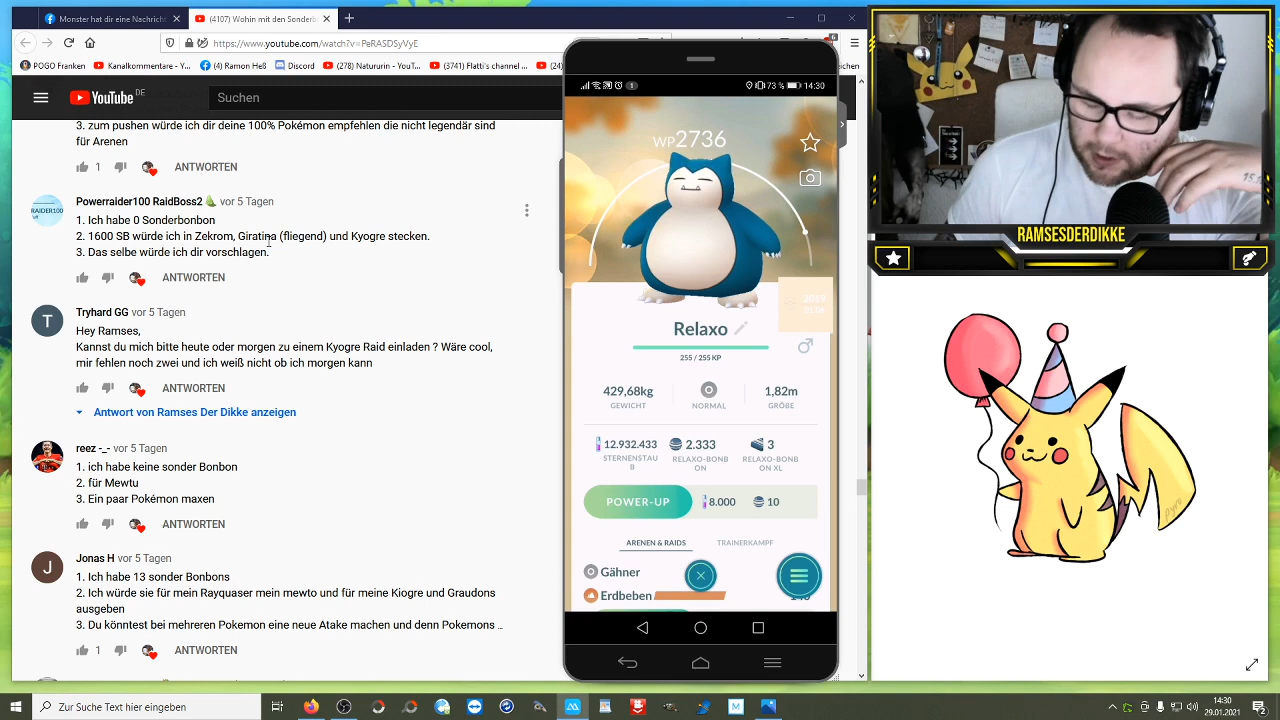 Monster hat dir eine Nachricht
(4107) Wohin mit den Sonderb
https://www.youtube.com/watch?v=PeRASDSyVyE
POGO Franken
Kanalkommentare - Y…
(4) Ramon Heß
Discord
(278) Natururin - YouT…
(3741) Flatti's channel…
(24)
YouTube DE
Suchen
3. zum pushen würde ich dir deine 100% Pokémon empfehlen die nicht legendär sind
für Arenen
1 ANTWORTEN
Powerraider100 RaidBoss2 vor 5 Tagen
1. Ich habe 0 Sonderbonbon
2. 1600 SB würde ich in Zekrom, Giratina (fliegend) und Kyogre stecken.
3. Das selbe würde ich dir vorschlagen.
ANTWORTEN
Tryhard GG vor 5 Tagen
Hey Ramses,
Kannst du mich bitte heute oder morgen zu einem Kyogre Raid einladen ? Wäre cool,
mir fehlen noch zwei und ich weiß nicht ob ich morgen kann
ANTWORTEN
Antwort von Ramses Der Dikke anzeigen
reez -_- vor 5 Tagen
1. ich habe keine sonder Bonbon
2. für Mewtu
3. Ein paar Pokémon maxen
ANTWORTEN
Jonas H vor 5 Tagen
1. Ich habe 13 sonder Bonbons
2. Ich würde sie für mein Rayquaser mein mewto und für meine Kiogre und Graudons
ausgeben
3. Du könntest bei mehreren Pokemon eine neue Atake machen und denn Pokemons …
1 ANTWORTEN
73 % 14:30
WP2736
2019
Relaxo
255 / 255 KP
429,68kg
GEWICHT
NORMAL
1,82m
GRÖßE
12.932.433
STERNENSTAU
B
2.333
RELAXO-BONB
ON
3
RELAXO-BONB
ON XL
POWER-UP 8.000 10
ARENEN & RAIDS TRAINERKAMPF
Gähner
Erdbeben
RAMSESDERDIKKE
Pyro
Zur Suche Text hier eingeben
14:30
29.01.2021